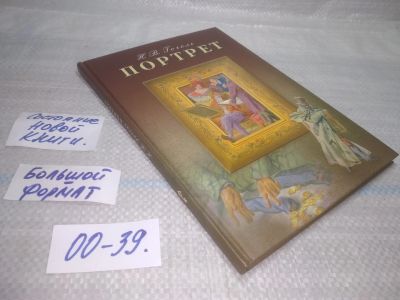 Н. В. Гоголь
ПОРТРЕТ
СОСТОЯНИЕ
НОВОЙ
КНИГИ.
БОЛЬШОЙ
ФОРМАТ
00-39.